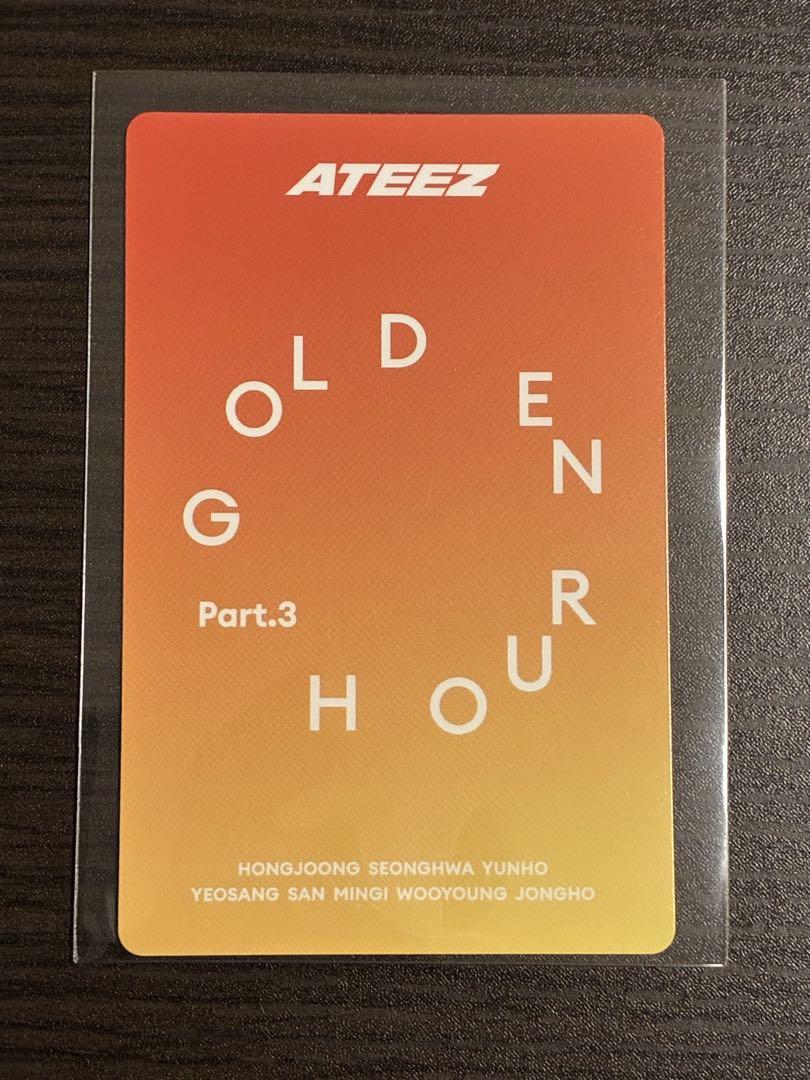 ATEEZ
GOLDEN
HOUR
Part.3
HONGJOONG SEONGHWA YUNHO
YEOSANG SAN MINGI WOOYOUNG JONGHO